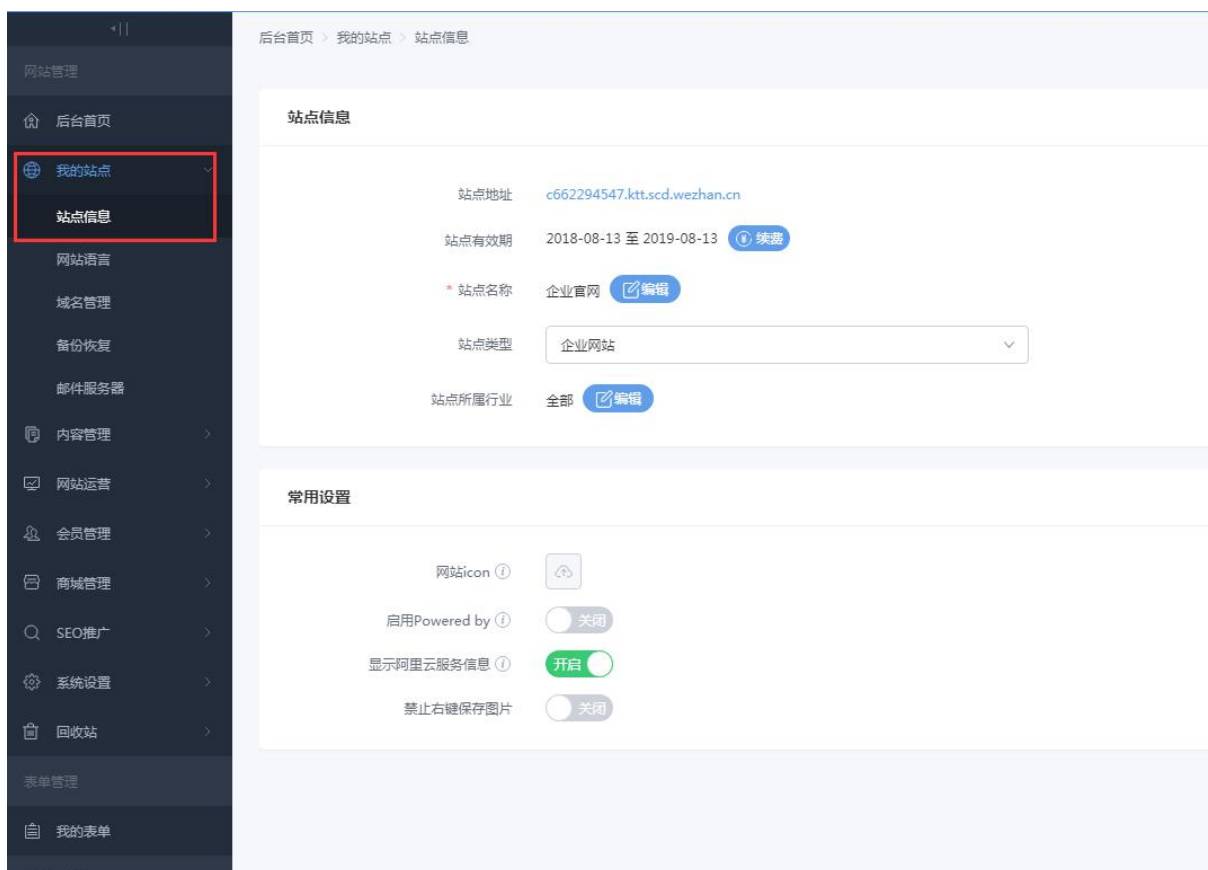 网站管理
后台首页
我的站点
站点信息
网站语言
域名管理
备份恢复
邮件服务器
内容管理
网站运营
会员管理
商城管理
SEO推广
系统设置
回收站
表单管理
我的表单
后台首页 > 我的站点 > 站点信息
站点信息
站点地址 c662294547.ktt.scd.wezhan.cn
站点有效期 2018-08-13 至 2019-08-13 续费
* 站点名称 企业官网 编辑
站点类型 企业网站
站点所属行业 全部 编辑
常用设置
网站icon
启用Powered by 关闭
显示阿里云服务信息 开启
禁止右键保存图片 关闭